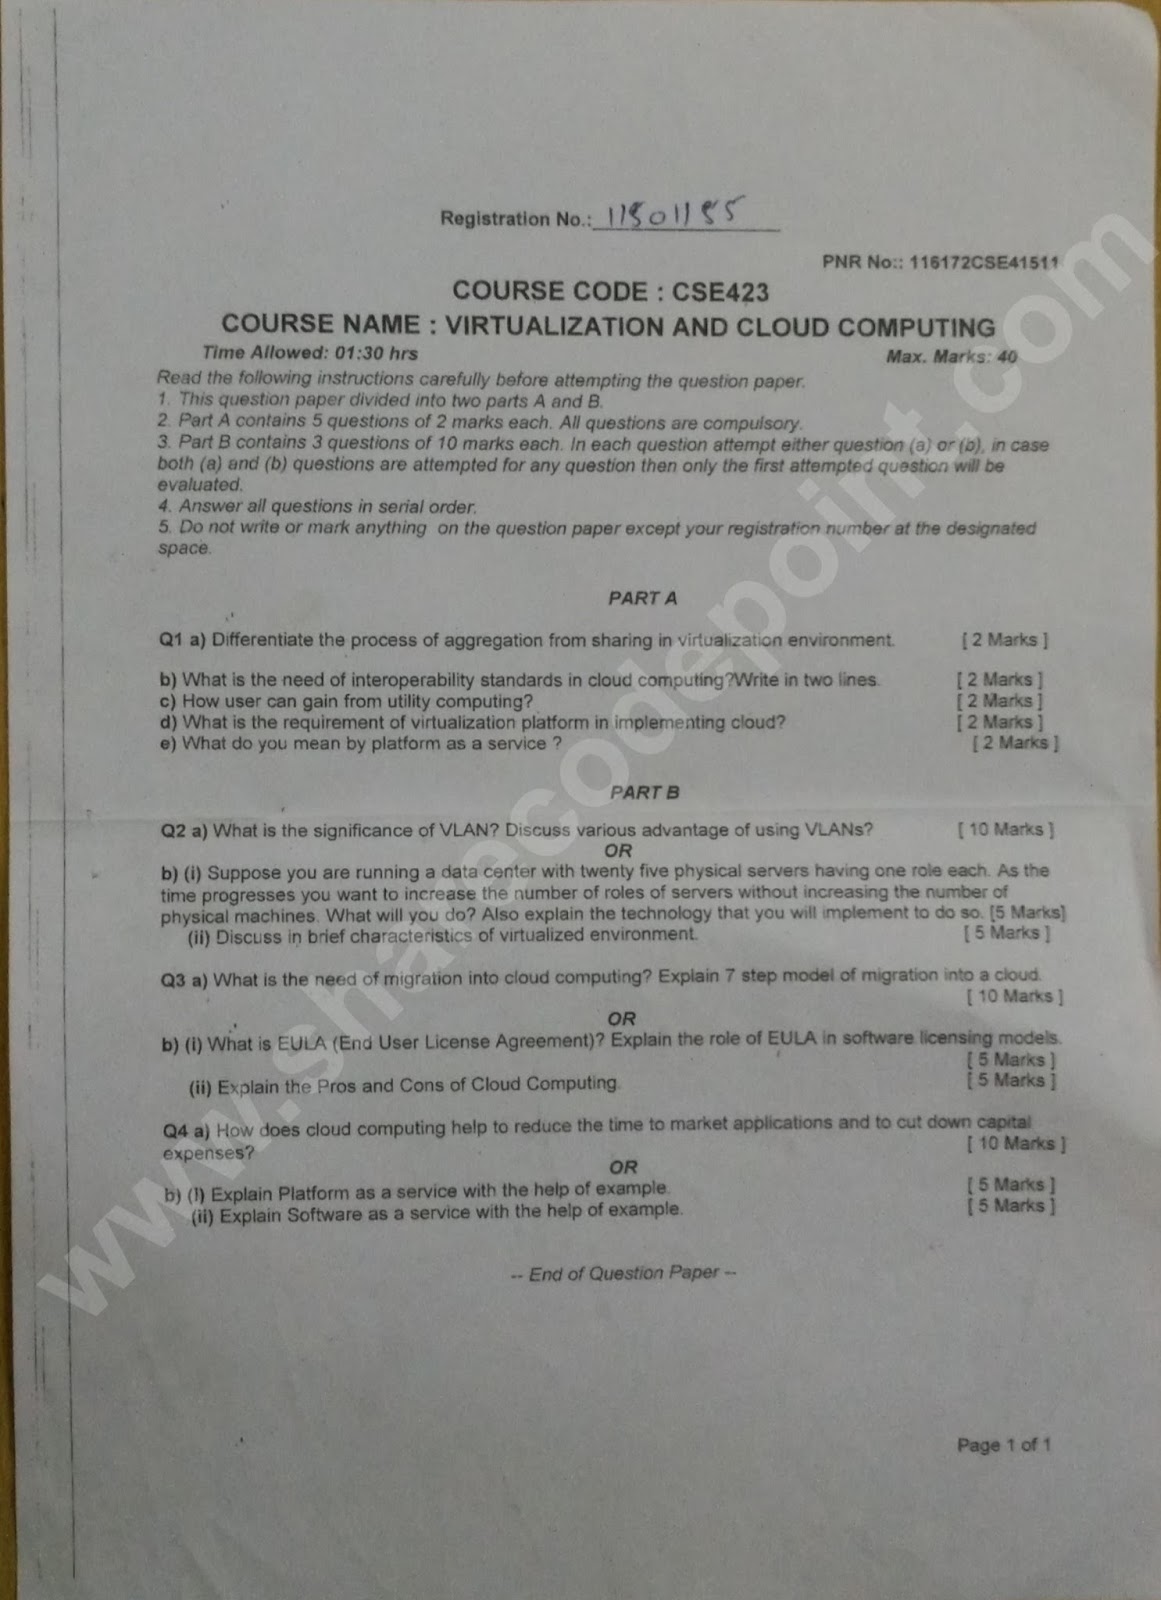 Registration No.: 11501155
PNR No:: 116172CSE41511
COURSE CODE : CSE423
COURSE NAME : VIRTUALIZATION AND CLOUD COMPUTING
Time Allowed: 01:30 hrs Max. Marks: 40
Read the following instructions carefully before attempting the question paper.
1. This question paper divided into two parts A and B.
2. Part A contains 5 questions of 2 marks each. All questions are compulsory.
3. Part B contains 3 questions of 10 marks each. In each question attempt either question (a) or (b), in case
both (a) and (b) questions are attempted for any question then only the first attempted question will be
evaluated.
4. Answer all questions in serial order.
5. Do not write or mark anything on the question paper except your registration number at the designated
space.
PART A
Q1 a) Differentiate the process of aggregation from sharing in virtualization environment. [ 2 Marks ]
b) What is the need of interoperability standards in cloud computing?Write in two lines. [ 2 Marks ]
c) How user can gain from utility computing? [ 2 Marks ]
d) What is the requirement of virtualization platform in implementing cloud? [ 2 Marks ]
e) What do you mean by platform as a service ? [ 2 Marks ]
PART B
Q2 a) What is the significance of VLAN? Discuss various advantage of using VLANs? [ 10 Marks ]
OR
b) (i) Suppose you are running a data center with twenty five physical servers having one role each. As the
time progresses you want to increase the number of roles of servers without increasing the number of
physical machines. What will you do? Also explain the technology that you will implement to do so. [5 Marks]
(ii) Discuss in brief characteristics of virtualized environment. [ 5 Marks ]
Q3 a) What is the need of migration into cloud computing? Explain 7 step model of migration into a cloud.
[ 10 Marks ]
OR
b) (i) What is EULA (End User License Agreement)? Explain the role of EULA in software licensing models.
[ 5 Marks ]
(ii) Explain the Pros and Cons of Cloud Computing. [ 5 Marks ]
Q4 a) How does cloud computing help to reduce the time to market applications and to cut down capital
expenses? [ 10 Marks ]
OR
b) (I) Explain Platform as a service with the help of example. [ 5 Marks ]
(ii) Explain Software as a service with the help of example. [ 5 Marks ]
-- End of Question Paper --
Page 1 of 1
www.sharecodepoint.com